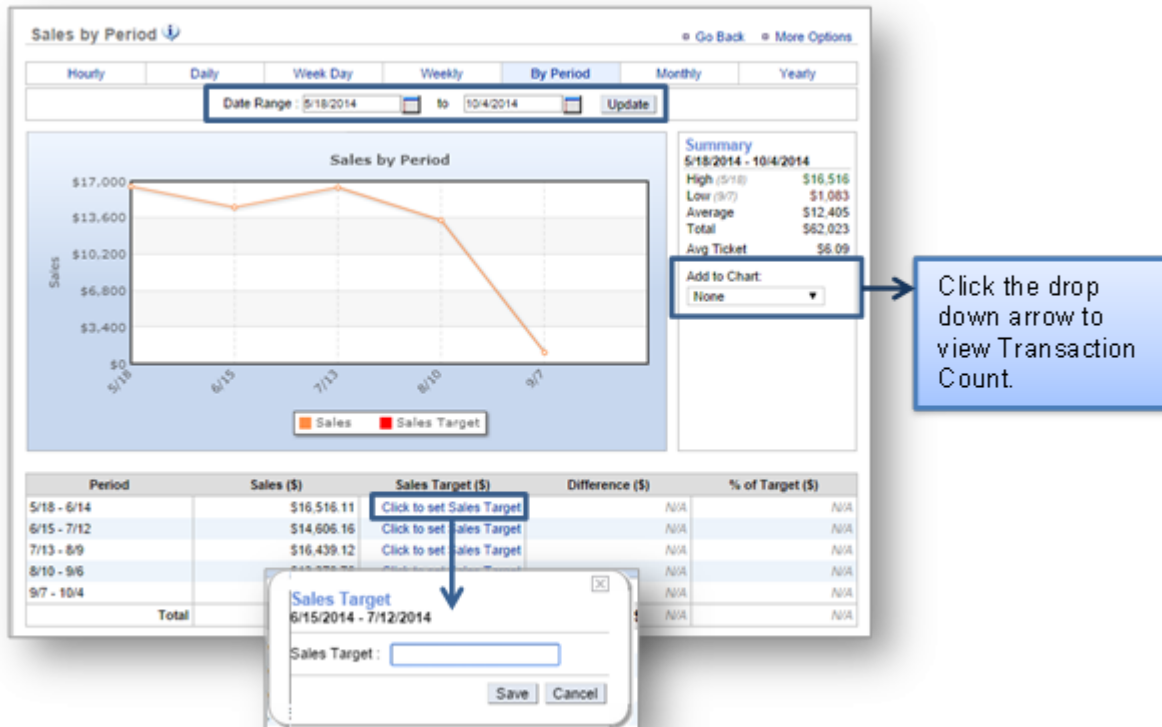 Sales by Period
Go Back More Options
Hourly Daily Week Day Weekly By Period Monthly Yearly
Date Range : 5/18/2014 to 10/4/2014 Update
Sales by Period
$17,000
$13,600
$10,200
$6,800
$3,400
$0
Sales
5/18 6/15 7/13 8/10 9/7
Sales Sales Target
Summary
5/18/2014 - 10/4/2014
High (5/18) $16,516
Low (9/7) $1,083
Average $12,405
Total $62,023
Avg Ticket $6.09
Add to Chart:
None
Click the drop
down arrow to
view Transaction
Count.
Period Sales ($) Sales Target ($) Difference ($) % of Target ($)
5/18 - 6/14 $16,516.11 Click to set Sales Target N/A N/A
6/15 - 7/12 $14,606.16 Click to set Sales Target N/A N/A
7/13 - 8/9 $16,439.12 Click to set Sales Target N/A N/A
8/10 - 9/6 N/A N/A
9/7 - 10/4 N/A N/A
Total $ N/A N/A
Sales Target
6/15/2014 - 7/12/2014
Sales Target :
Save Cancel